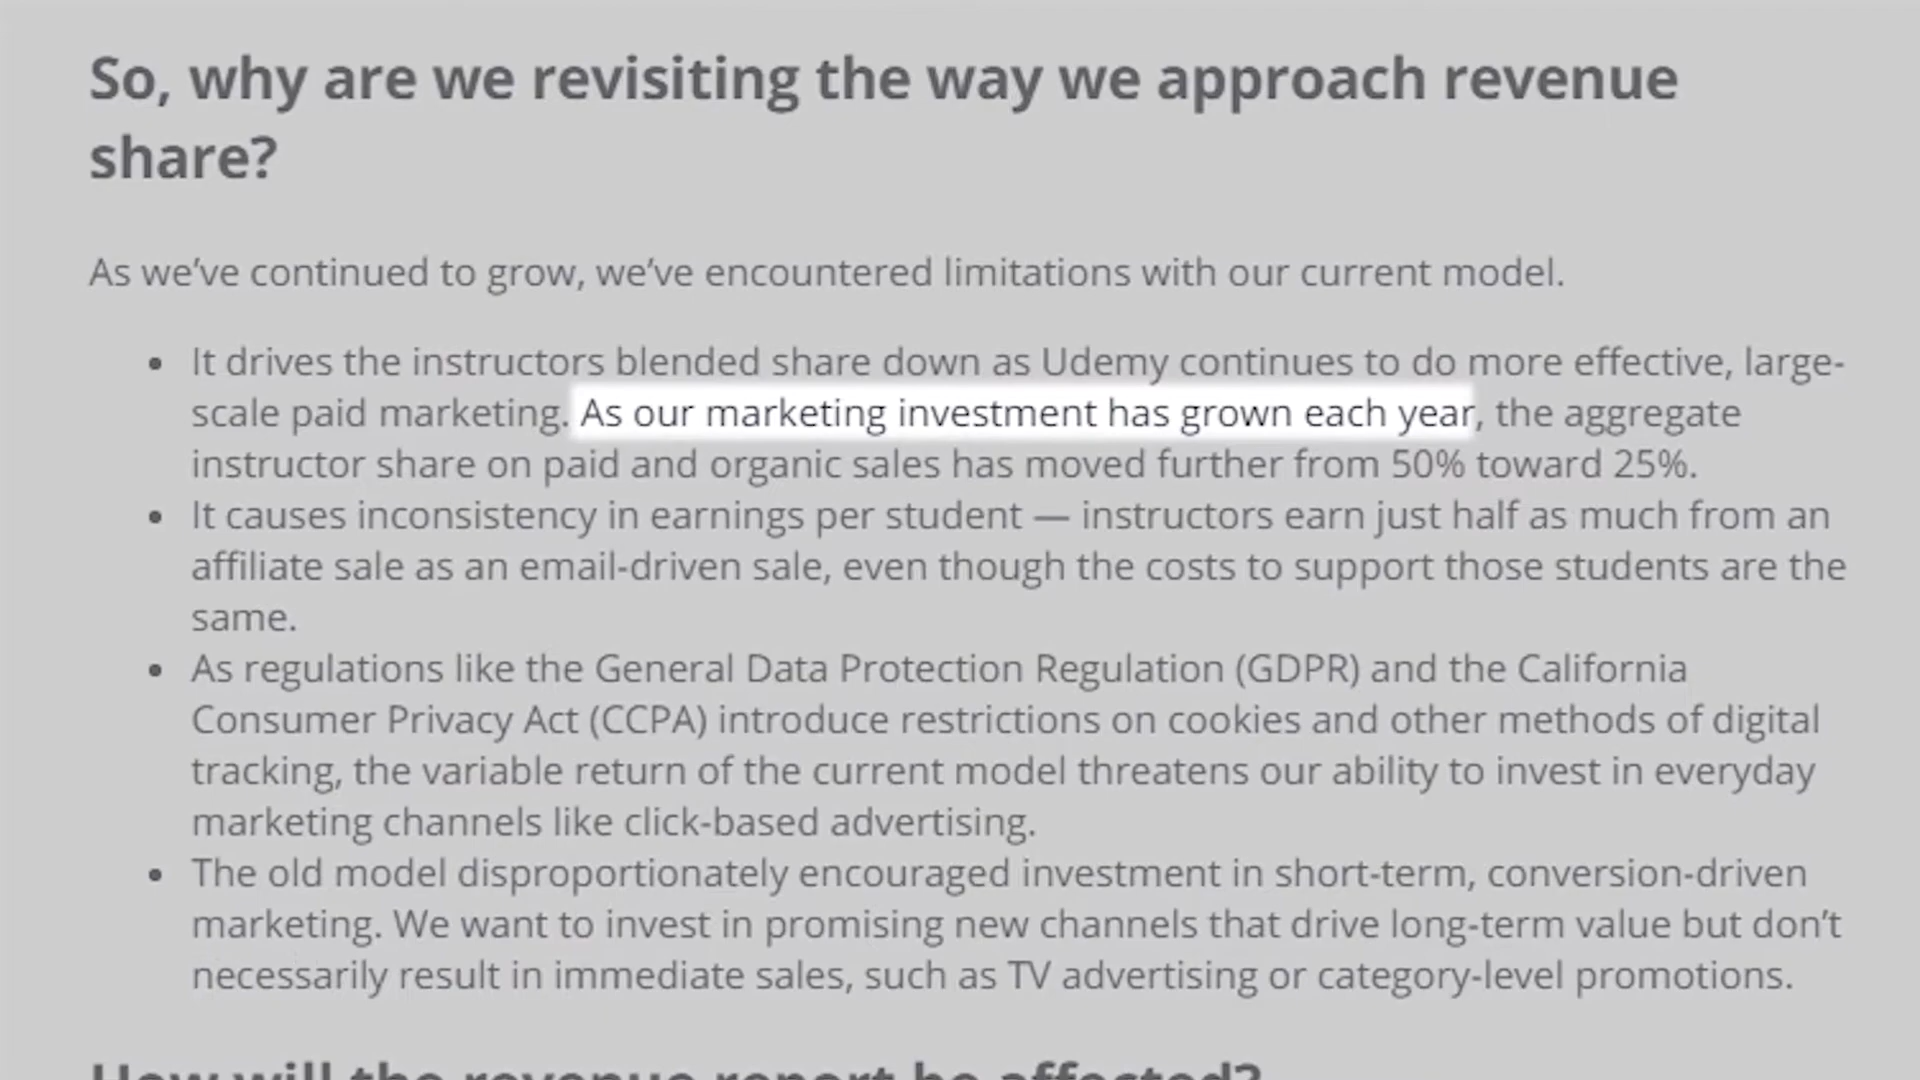 So, why are we revisiting the way we approach revenue
share?
As we’ve continued to grow, we’ve encountered limitations with our current model.
• It drives the instructors blended share down as Udemy continues to do more effective, large-
scale paid marketing. As our marketing investment has grown each year, the aggregate
instructor share on paid and organic sales has moved further from 50% toward 25%.
• It causes inconsistency in earnings per student — instructors earn just half as much from an
affiliate sale as an email-driven sale, even though the costs to support those students are the
same.
• As regulations like the General Data Protection Regulation (GDPR) and the California
Consumer Privacy Act (CCPA) introduce restrictions on cookies and other methods of digital
tracking, the variable return of the current model threatens our ability to invest in everyday
marketing channels like click-based advertising.
• The old model disproportionately encouraged investment in short-term, conversion-driven
marketing. We want to invest in promising new channels that drive long-term value but don’t
necessarily result in immediate sales, such as TV advertising or category-level promotions.
How will the revenue report be affected?